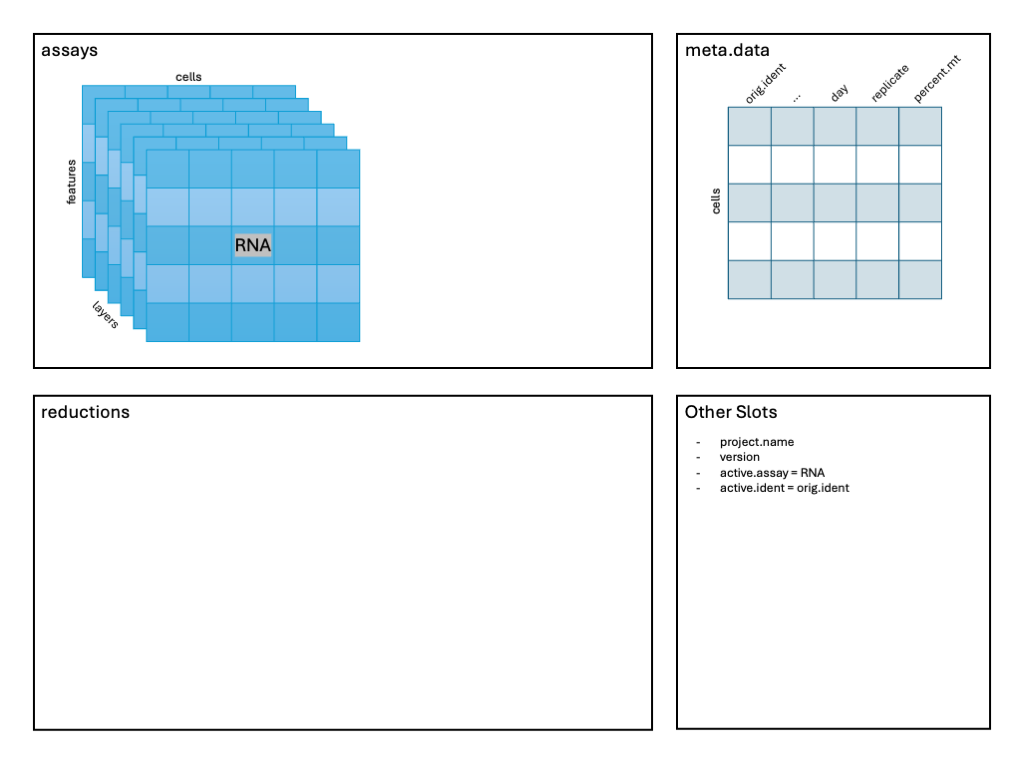 assays
cells
features
layers
RNA
meta.data
orig.ident
...
day
replicate
percent.mt
cells
reductions
Other Slots
- project.name
- version
- active.assay = RNA
- active.ident = orig.ident